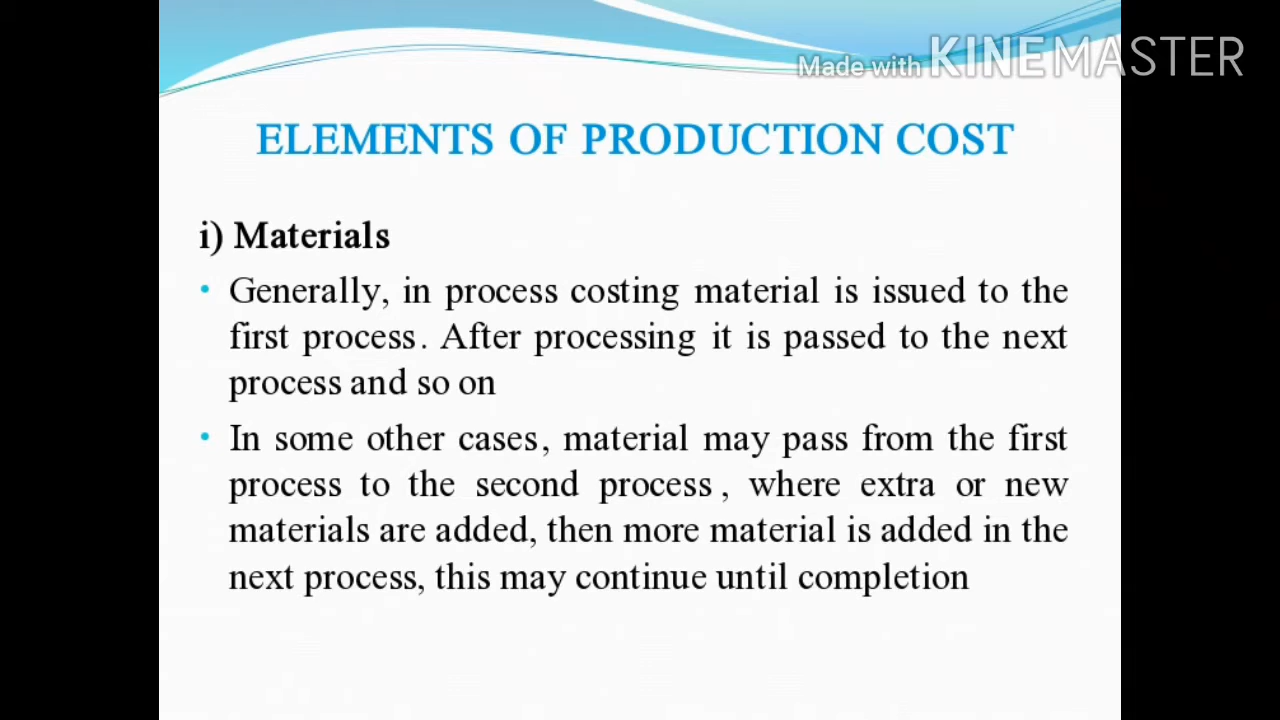 Made with KINEMASTER
ELEMENTS OF PRODUCTION COST
i) Materials
• Generally, in process costing material is issued to the
first process. After processing it is passed to the next
process and so on
• In some other cases, material may pass from the first
process to the second process, where extra or new
materials are added, then more material is added in the
next process, this may continue until completion